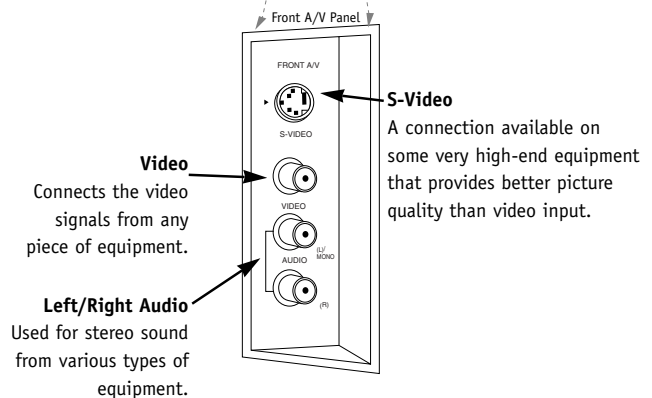 Front A/V Panel
FRONT A/V
S-VIDEO
VIDEO
(L)/
MONO
AUDIO
(R)
S-Video
A connection available on
some very high-end equipment
that provides better picture
quality than video input.
Video
Connects the video
signals from any
piece of equipment.
Left/Right Audio
Used for stereo sound
from various types of
equipment.